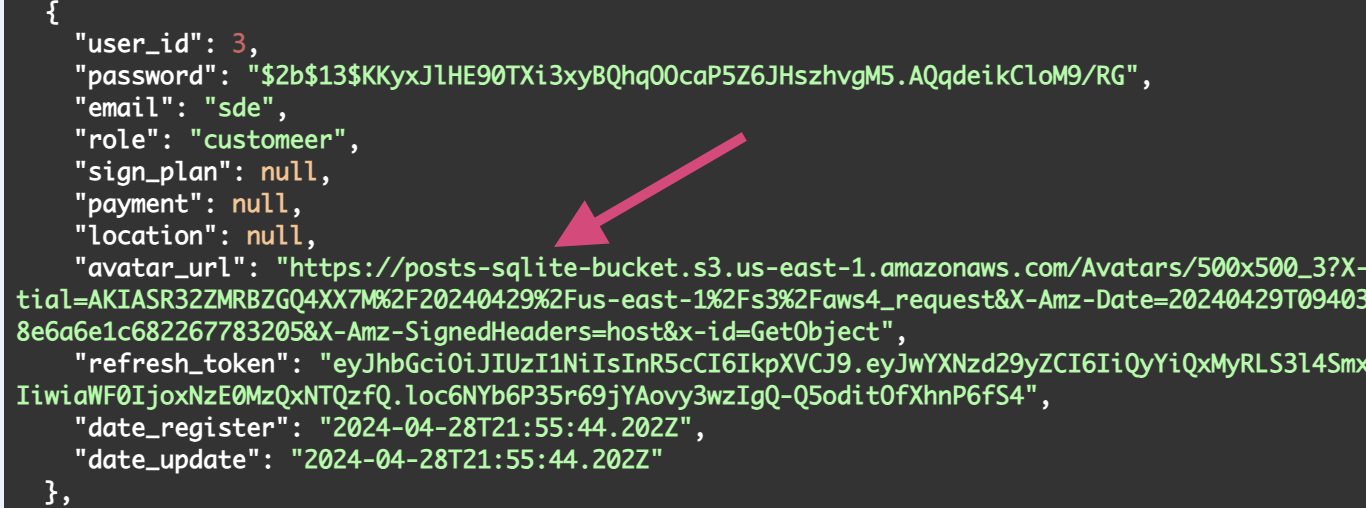 {
"user_id": 3,
"password": "$2b$13$KKyxJlHE90TXi3xyBQhqOOcaP5Z6JHszhvgM5.AQqdeikCloM9/RG",
"email": "sde",
"role": "customeer",
"sign_plan": null,
"payment": null,
"location": null,
"avatar_url": "https://posts-sqlite-bucket.s3.us-east-1.amazonaws.com/Avatars/500x500_3?X-
tial=AKIASR32ZMRBZGQ4XX7M%2F20240429%2Fus-east-1%2Fs3%2Faws4_request&X-Amz-Date=20240429T09403
8e6a6e1c682267783205&X-Amz-SignedHeaders=host&x-id=GetObject",
"refresh_token": "eyJhbGciOiJIUzI1NiIsInR5cCI6IkpXVCJ9.eyJwYXNzd29yZCI6IiQyYiQxMyRLS3l4Smx
IiwiaWF0IjoxNzE0MzQxNTQzfQ.loc6NYb6P35r69jYAovy3wzIgQ-Q5oditOfXhnP6fS4",
"date_register": "2024-04-28T21:55:44.202Z",
"date_update": "2024-04-28T21:55:44.202Z"
},